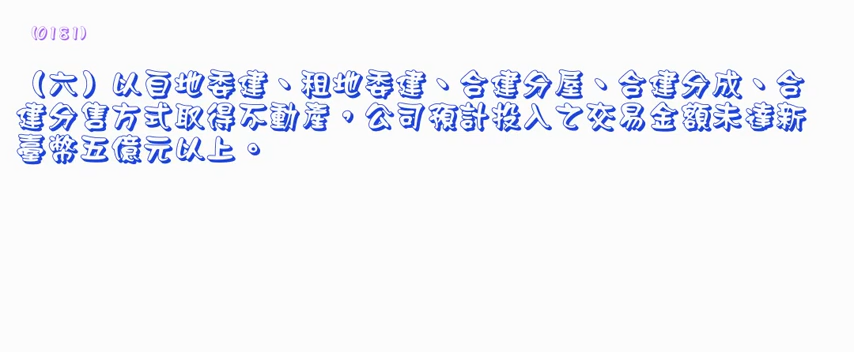 (0181)
（六）以自地委建、租地委建、合建分屋、合建分成、合
建分售方式取得不動產，公司預計投入之交易金額未達新
臺幣五億元以上。